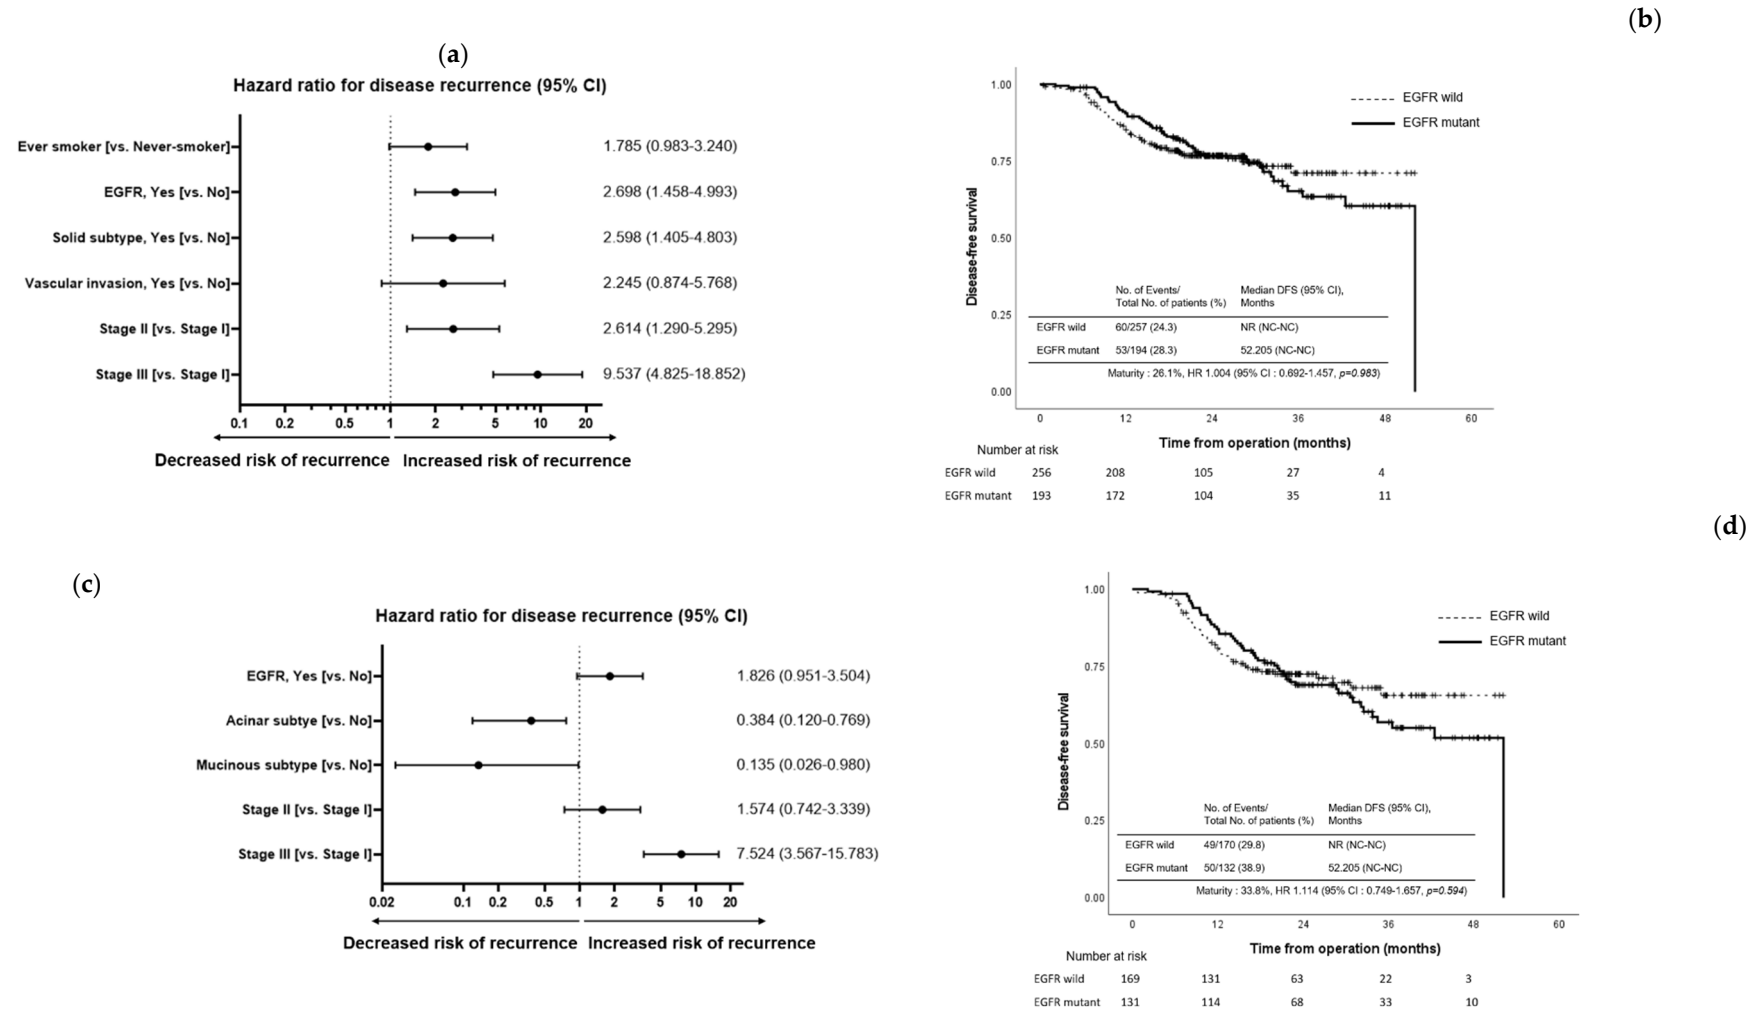 (a)
Hazard ratio for disease recurrence (95% CI)
Ever smoker [vs. Never-smoker] 1.785 (0.983-3.240)
EGFR, Yes [vs. No] 2.698 (1.458-4.993)
Solid subtype, Yes [vs. No] 2.598 (1.405-4.803)
Vascular invasion, Yes [vs. No] 2.245 (0.874-5.768)
Stage II [vs. Stage I] 2.614 (1.290-5.295)
Stage III [vs. Stage I] 9.537 (4.825-18.852)
0.1 0.2 0.5 1 2 5 10 20
Decreased risk of recurrence Increased risk of recurrence
(b)
EGFR wild
EGFR mutant
1.00
0.75
0.50
0.25
0.00
Disease-free survival
No. of Events/ Median DFS (95% CI),
Total No. of patients (%) Months
EGFR wild 60/257 (24.3) NR (NC-NC)
EGFR mutant 53/194 (28.3) 52.205 (NC-NC)
Maturity : 26.1%, HR 1.004 (95% CI : 0.692-1.457, p=0.983)
0 12 24 36 48 60
Time from operation (months)
Number at risk
EGFR wild 256 208 105 27 4
EGFR mutant 193 172 104 35 11
(c)
Hazard ratio for disease recurrence (95% CI)
EGFR, Yes [vs. No] 1.826 (0.951-3.504)
Acinar subtye [vs. No] 0.384 (0.120-0.769)
Mucinous subtype [vs. No] 0.135 (0.026-0.980)
Stage II [vs. Stage I] 1.574 (0.742-3.339)
Stage III [vs. Stage I] 7.524 (3.567-15.783)
0.02 0.1 0.2 0.5 1 2 5 10 20
Decreased risk of recurrence Increased risk of recurrence
(d)
EGFR wild
EGFR mutant
1.00
0.75
0.50
0.25
0.00
Disease-free survival
No. of Events/ Median DFS (95% CI),
Total No. of patients (%) Months
EGFR wild 49/170 (29.8) NR (NC-NC)
EGFR mutant 50/132 (38.9) 52.205 (NC-NC)
Maturity : 33.8%, HR 1.114 (95% CI : 0.749-1.657, p=0.594)
0 12 24 36 48 60
Time from operation (months)
Number at risk
EGFR wild 169 131 63 22 3
EGFR mutant 131 114 68 33 10